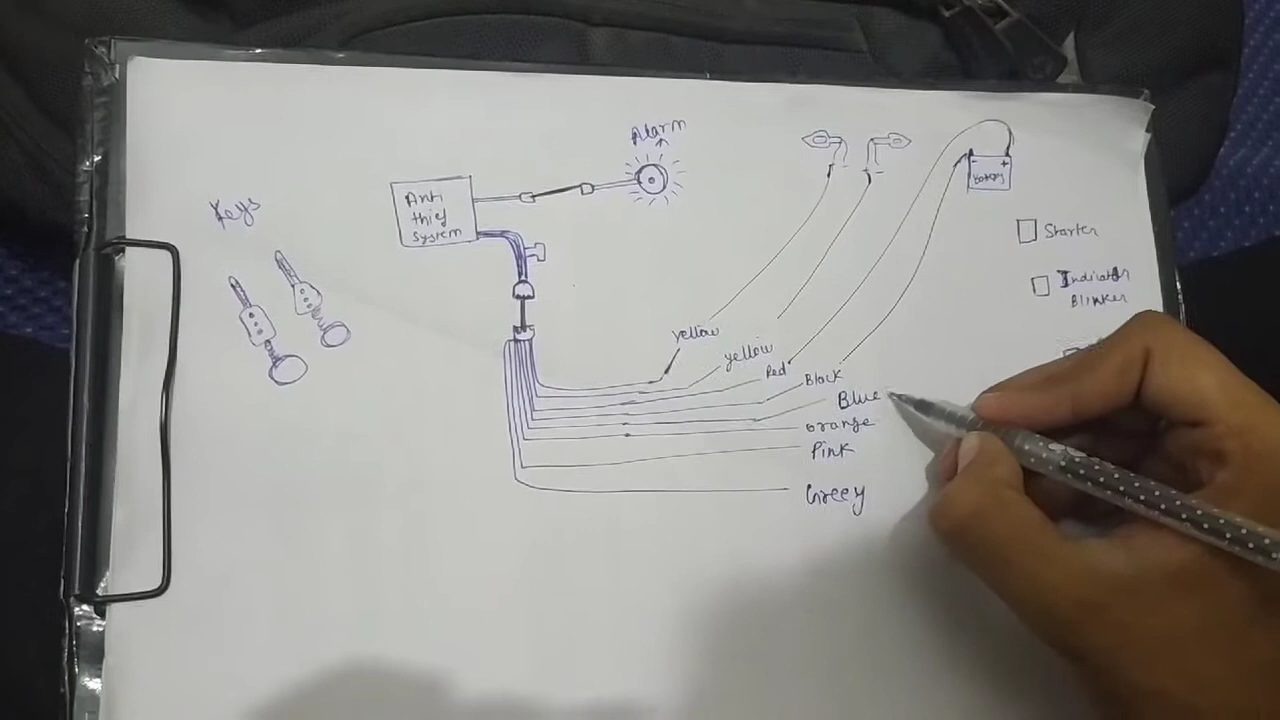 Alarm
Keys
Anti
thief
system
- +
Battery
Starter
Indicator
Blinker
yellow
yellow
Red
Black
Blue
orange
Pink
Greey